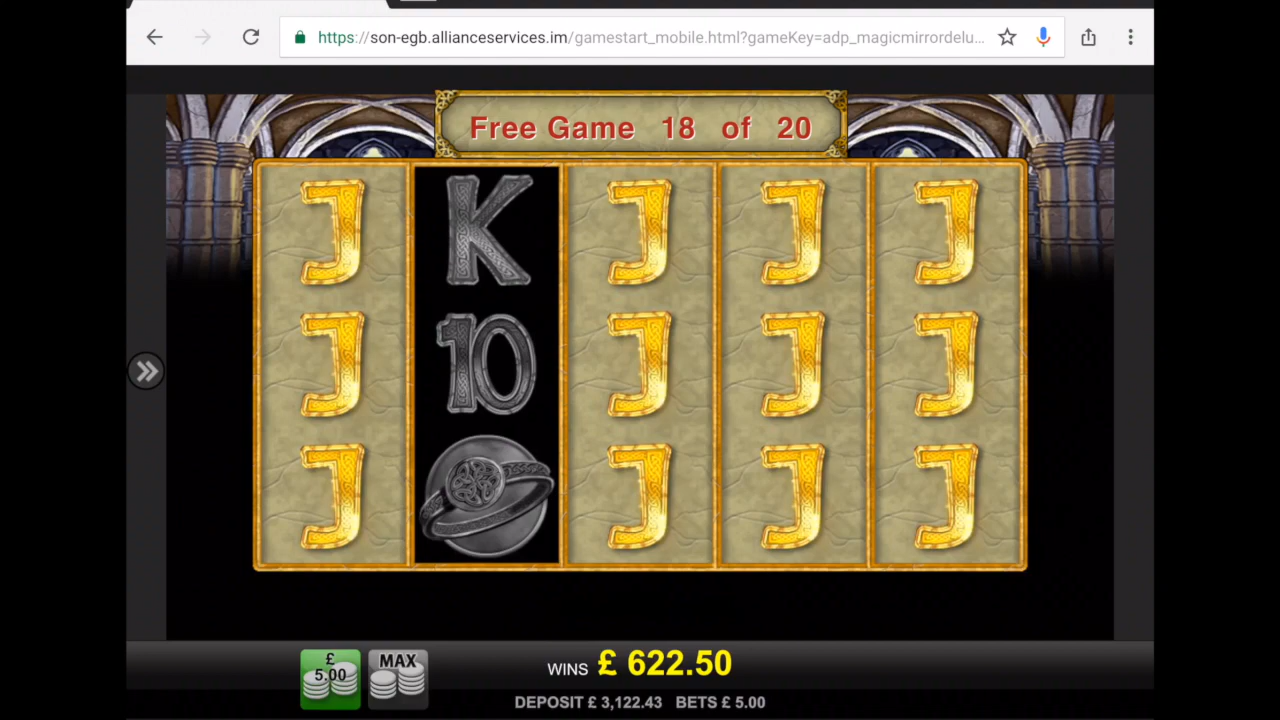 https://son-egb.allianceservices.im/gamestart_mobile.html?gameKey=adp_magicmirrordelu...
Free Game 18 of 20
J K J J J
J 10 J J J
J J J J
£ 5.00
MAX
WINS £ 622.50
DEPOSIT £ 3,122.43 BETS £ 5.00